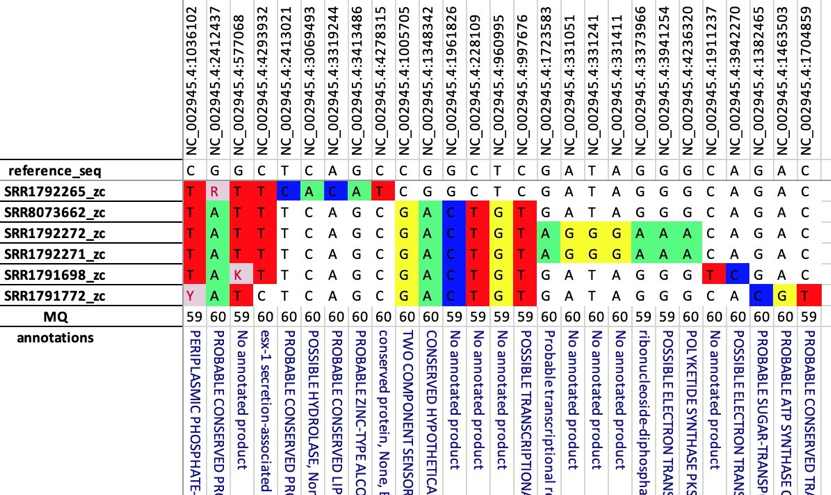 NC_002945.4:1036102 NC_002945.4:2412437 NC_002945.4:577068 NC_002945.4:4293932 NC_002945.4:2413021 NC_002945.4:3069493 NC_002945.4:3319244 NC_002945.4:3413486 NC_002945.4:4278315 NC_002945.4:1005705 NC_002945.4:1348342 NC_002945.4:1961826 NC_002945.4:228109 NC_002945.4:960995 NC_002945.4:997676 NC_002945.4:1723583 NC_002945.4:331051 NC_002945.4:331241 NC_002945.4:331411 NC_002945.4:3373966 NC_002945.4:3941254 NC_002945.4:4236320 NC_002945.4:1911237 NC_002945.4:3942270 NC_002945.4:1382465 NC_002945.4:1463503 NC_002945.4:1704859
reference_seq C G G C T C A G C C G G C T C G A T A G G G C A G A C
SRR1792265_zc T R T T C A C A T C G G C T C G A T A G G G C A G A C
SRR8073662_zc T A T T T C A G C G A C T G T G A T A G G G C A G A C
SRR1792272_zc T A T T T C A G C G A C T G T A G G G A A A C A G A C
SRR1792271_zc T A T T T C A G C G A C T G T A G G G A A A C A G A C
SRR1791698_zc T A K T T C A G C G A C T G T G A T A G G G T C G A C
SRR1791772_zc Y A T C T C A G C G A C T G T G A T A G G G C A C G T
MQ 59 60 59 60 60 60 60 60 60 60 60 59 59 59 60 60 60 60 60 59 60 60 59 60 60 60 59
annotations PERIPLASMIC PHOSPHATE- PROBABLE CONSERVED PR No annotated product esx-1 secretion-associated PROBABLE CONSERVED PR POSSIBLE HYDROLASE, Nor PROBABLE CONSERVED LIP PROBABLE ZINC-TYPE ALCO conserved protein, None, TWO COMPONENT SENSOR CONSERVED HYPOTHETICA No annotated product No annotated product No annotated product POSSIBLE TRANSCRIPTION Probable transcriptional No annotated product No annotated product No annotated product ribonucleoside-diphospha POSSIBLE ELECTRON TRANS POLYKETIDE SYNTHASE PKS No annotated product POSSIBLE ELECTRON TRANS PROBABLE SUGAR-TRANSP PROBABLE ATP SYNTHASE PROBABLE CONSERVED TRA